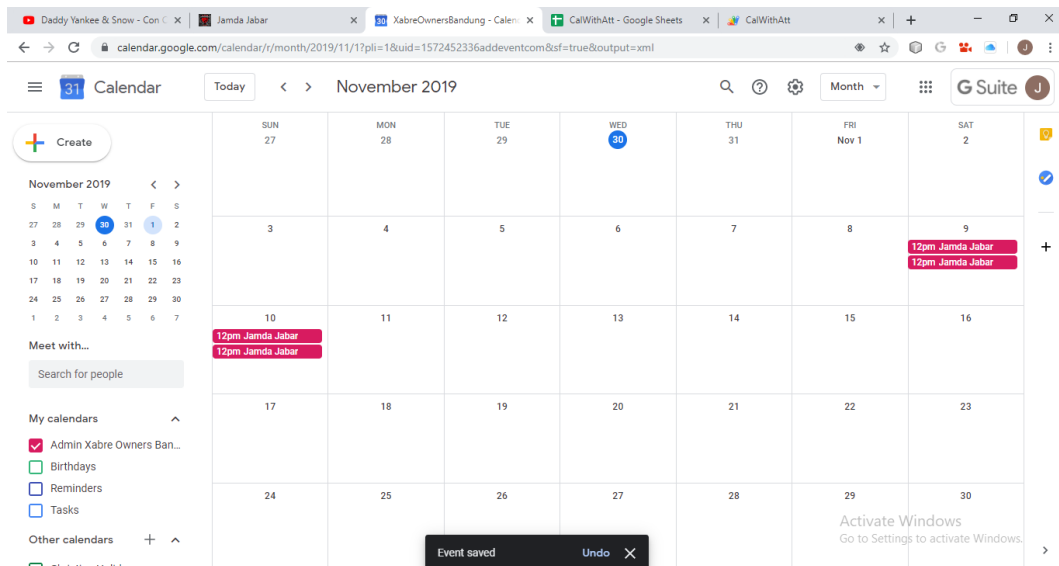 Daddy Yankee & Snow - Con C
Jamda Jabar
XabreOwnersBandung - Calen
CalWithAtt - Google Sheets
CalWithAtt
calendar.google.com/calendar/r/month/2019/11/1?pli=1&uid=1572452336addeventcom&sf=true&output=xml
G
J
31 Calendar
Today
November 2019
Month
G Suite J
Create
November 2019
S M T W T F S
27 28 29 30 31 1 2
3 4 5 6 7 8 9
10 11 12 13 14 15 16
17 18 19 20 21 22 23
24 25 26 27 28 29 30
1 2 3 4 5 6 7
Meet with...
Search for people
My calendars
Admin Xabre Owners Ban...
Birthdays
Reminders
Tasks
Other calendars
SUN MON TUE WED THU FRI SAT
27 28 29 30 31 Nov 1 2
3 4 5 6 7 8 9
12pm Jamda Jabar
12pm Jamda Jabar
10 11 12 13 14 15 16
12pm Jamda Jabar
12pm Jamda Jabar
17 18 19 20 21 22 23
24 25 26 27 28 29 30
Activate Windows
Go to Settings to activate Windows.
Event saved Undo